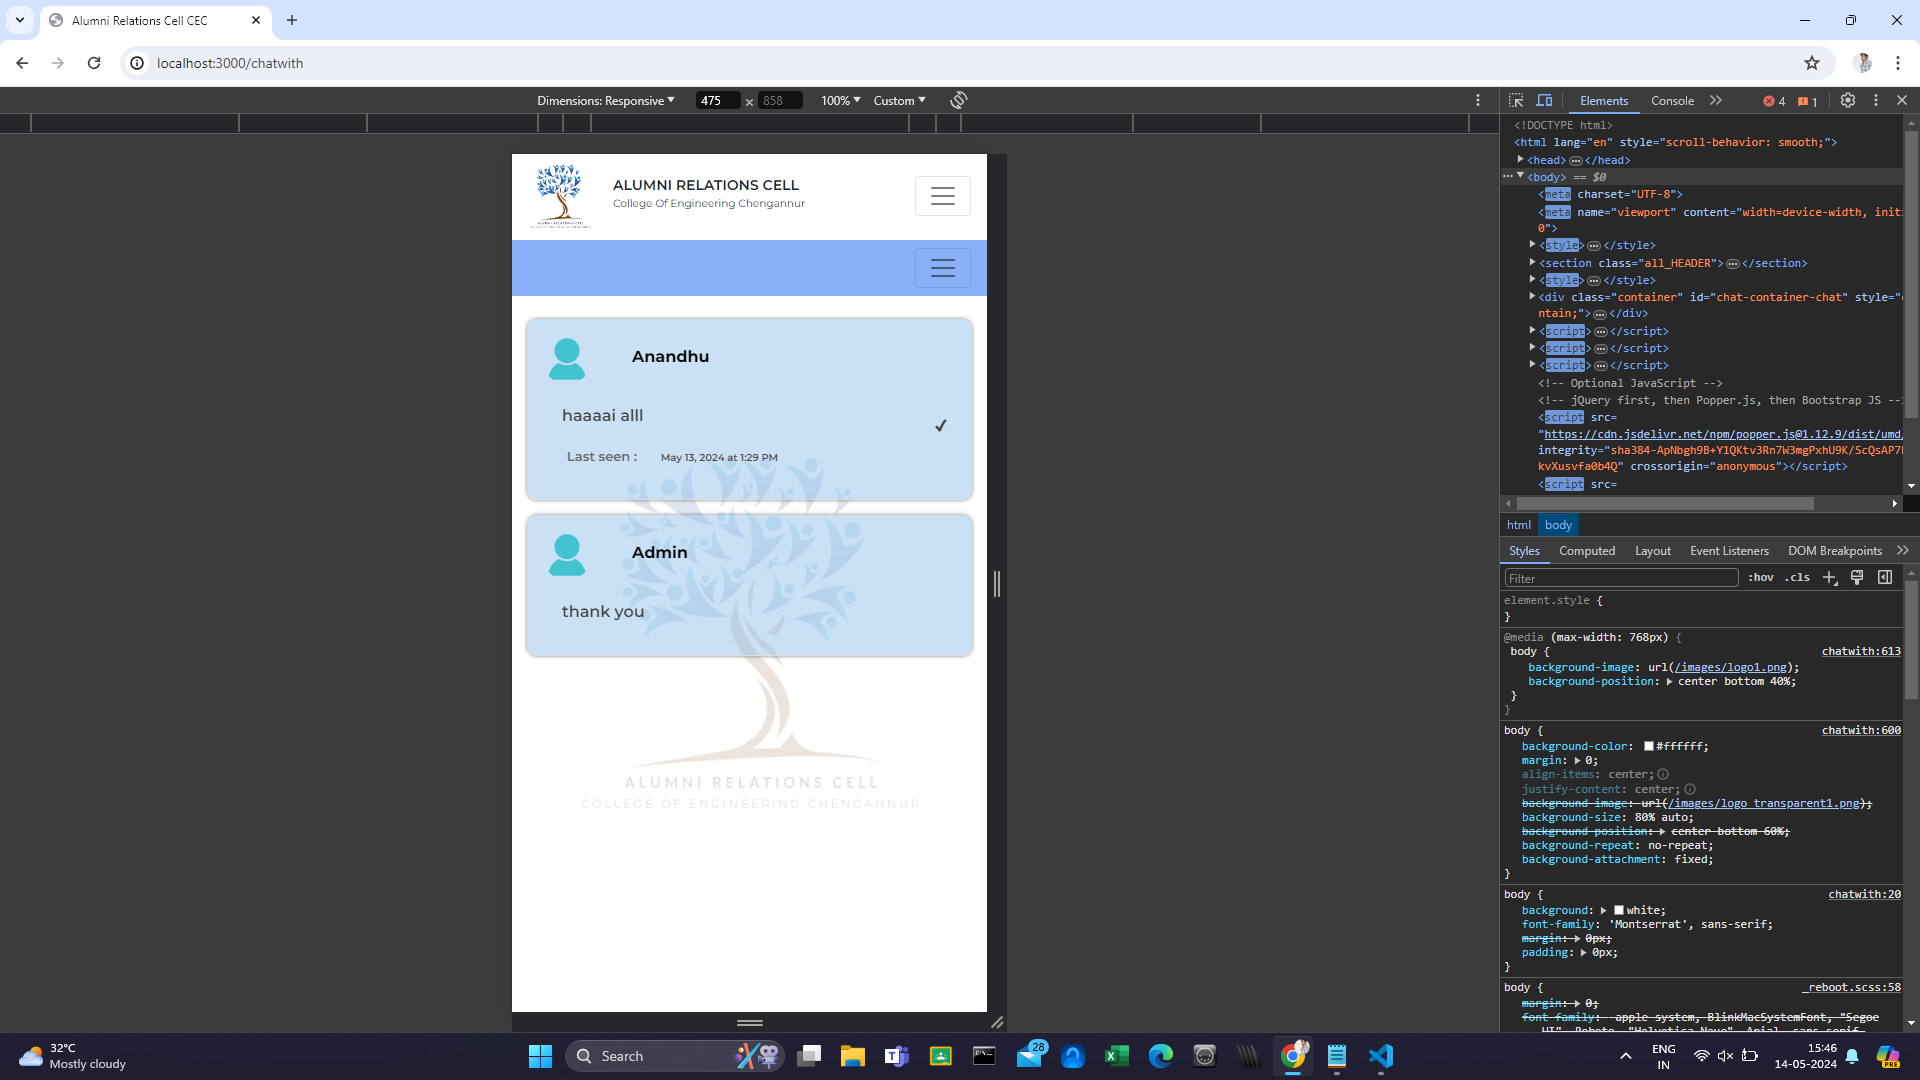 Alumni Relations Cell CEC
localhost:3000/chatwith
Dimensions: Responsive 475 × 858 100% Custom
Elements Console 4 1
ALUMNI RELATIONS CELL
College Of Engineering Chengannur
Anandhu
haaaai alll
✔
Last seen : May 13, 2024 at 1:29 PM
Admin
thank you
ALUMNI RELATIONS CELL
COLLEGE OF ENGINEERING CHENGANNUR
<!DOCTYPE html>
<html lang="en" style="scroll-behavior: smooth;">
<head> </head>
<body> == $0
<meta charset="UTF-8">
<meta name="viewport" content="width=device-width, init
0">
<style> </style>
<section class="all_HEADER"> </section>
<style> </style>
<div class="container" id="chat-container-chat" style="
ntain;"> </div>
<script> </script>
<script> </script>
<script> </script>
<!-- Optional JavaScript -->
<!-- jQuery first, then Popper.js, then Bootstrap JS --
<script src=
"https://cdn.jsdelivr.net/npm/popper.js@1.12.9/dist/umd/
integrity="sha384-ApNbgh9B+Y1QKtv3Rn7W3mgPxhU9K/ScQsAP7
kvXusvfa0b4Q" crossorigin="anonymous"></script>
<script src=
html body
Styles Computed Layout Event Listeners DOM Breakpoints
Filter :hov .cls
element.style {
}
@media (max-width: 768px) {
body { chatwith:613
background-image: url(/images/logo1.png);
background-position: center bottom 40%;
}
}
body { chatwith:600
background-color: #ffffff;
margin: 0;
align-items: center;
justify-content: center;
background-image: url(/images/logo_transparent1.png);
background-size: 80% auto;
background-position: center bottom 60%;
background-repeat: no-repeat;
background-attachment: fixed;
}
body { chatwith:20
background: white;
font-family: 'Montserrat', sans-serif;
margin: 0px;
padding: 0px;
}
body { _reboot.scss:58
margin: 0;
font-family: -apple-system, BlinkMacSystemFont, "Segoe
UI", Roboto, "Helvetica Neue", Arial, sans-serif,
32°C
Mostly cloudy
Search
28
ENG
IN
15:46
14-05-2024
PRE